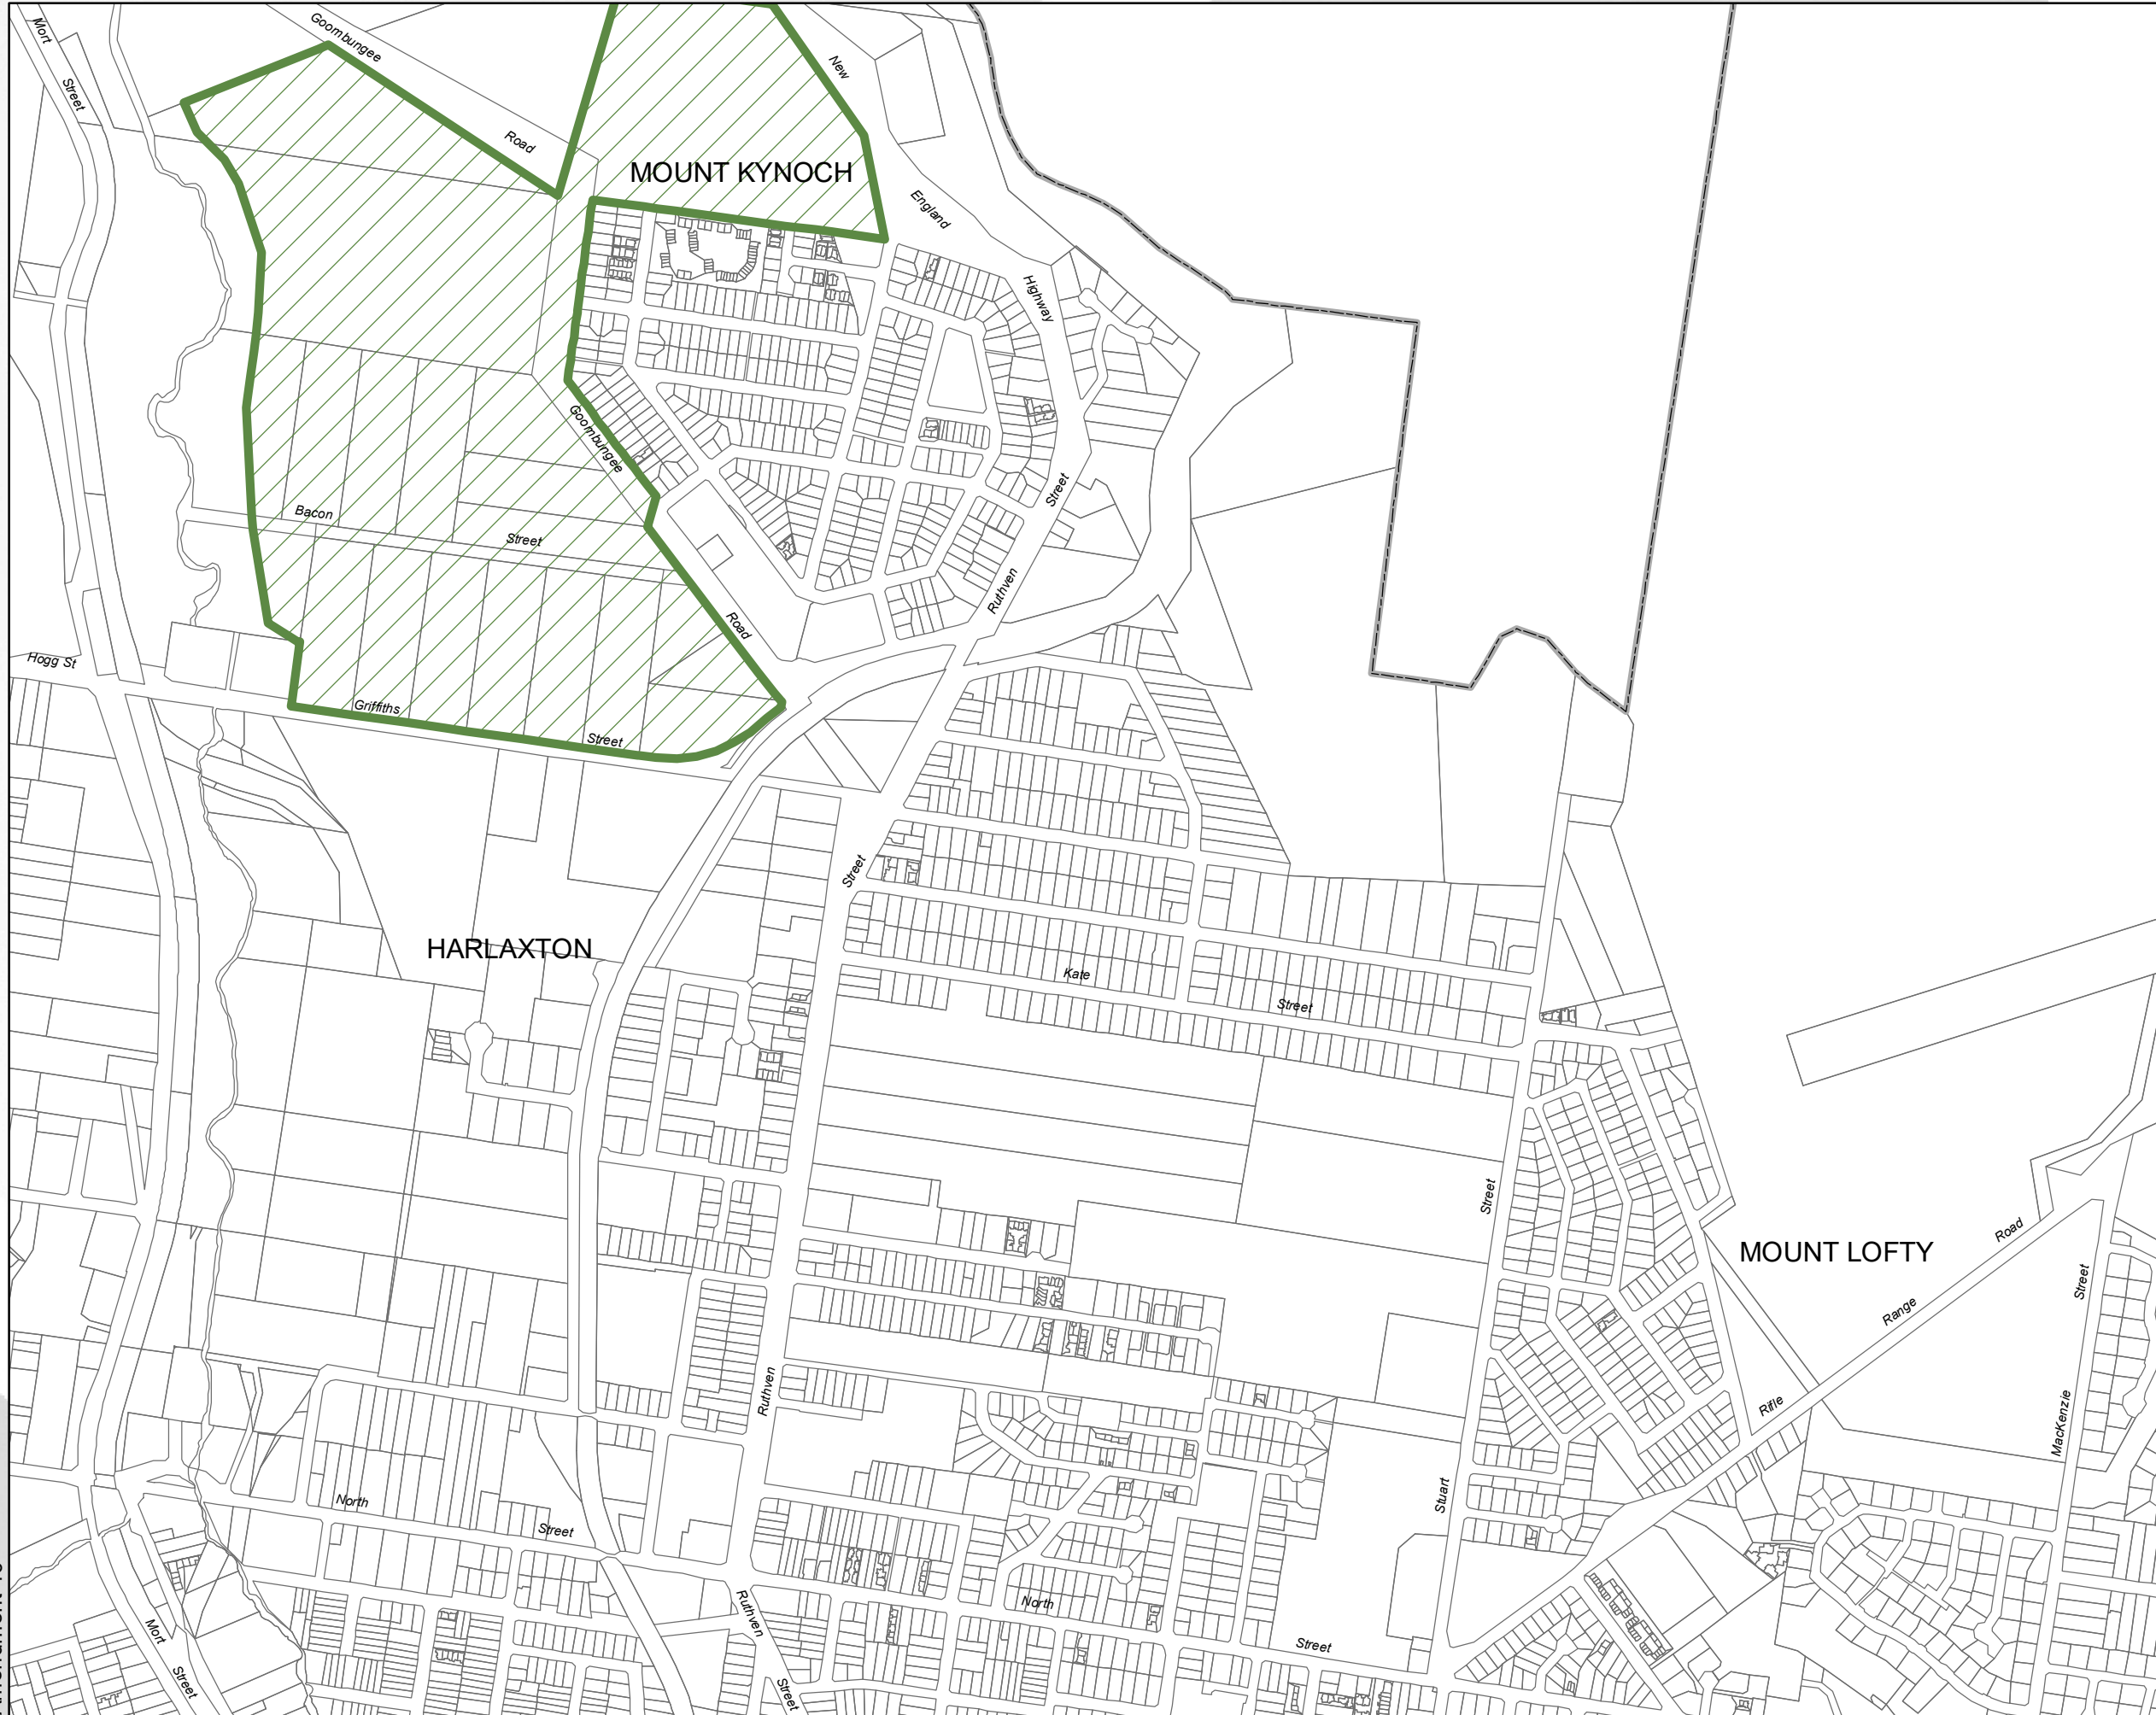 Mort
Street
Goombungee
Road
New
England
Highway
MOUNT KYNOCH
Goombungee
Road
Bacon
Street
Ruthven
Street
Hogg St
Griffiths
Street
Street
HARLAXTON
Kate
Street
Street
MOUNT LOFTY
Road
Range
Rifle
Street
MacKenzie
Ruthven
Stuart
North
Street
Ruthven
Street
North
Street
Mort
Street